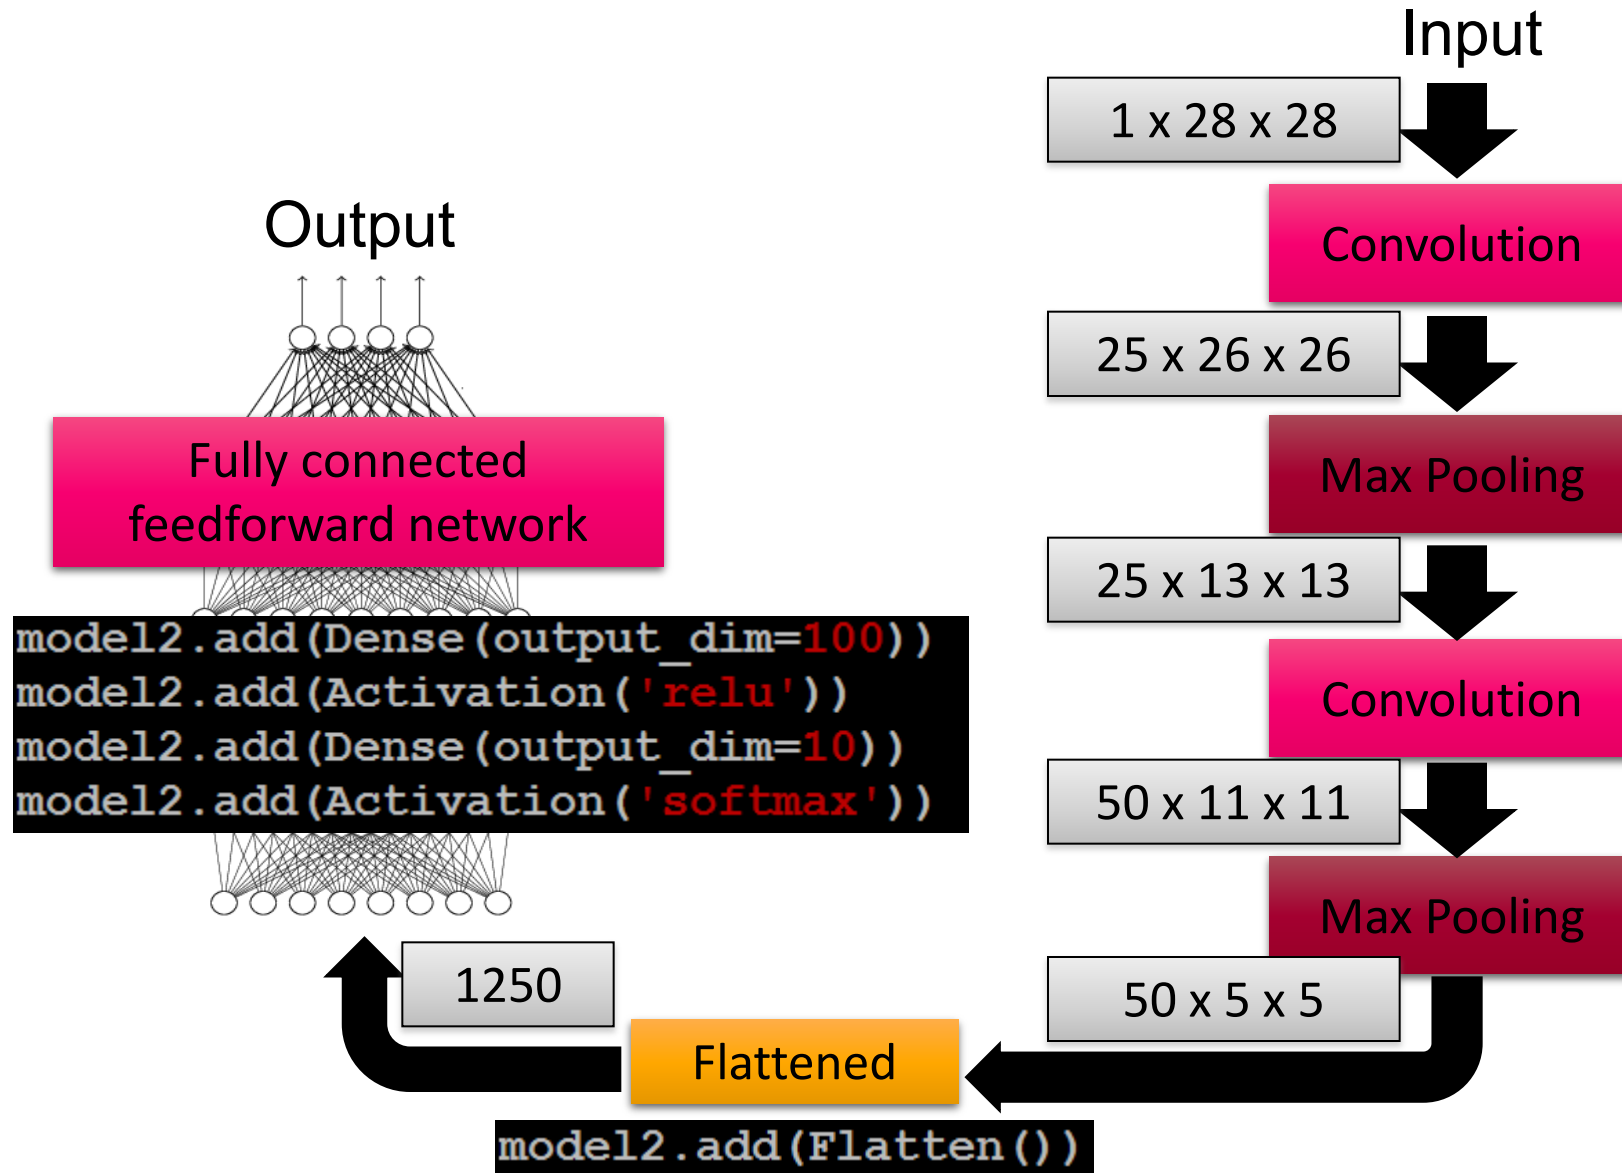 Input
1 x 28 x 28
Convolution
25 x 26 x 26
Max Pooling
25 x 13 x 13
Convolution
50 x 11 x 11
Max Pooling
50 x 5 x 5
Flattened
model2.add(Flatten())
1250
Output
Fully connected
feedforward network
model2.add(Dense(output_dim=100))
model2.add(Activation('relu'))
model2.add(Dense(output_dim=10))
model2.add(Activation('softmax'))